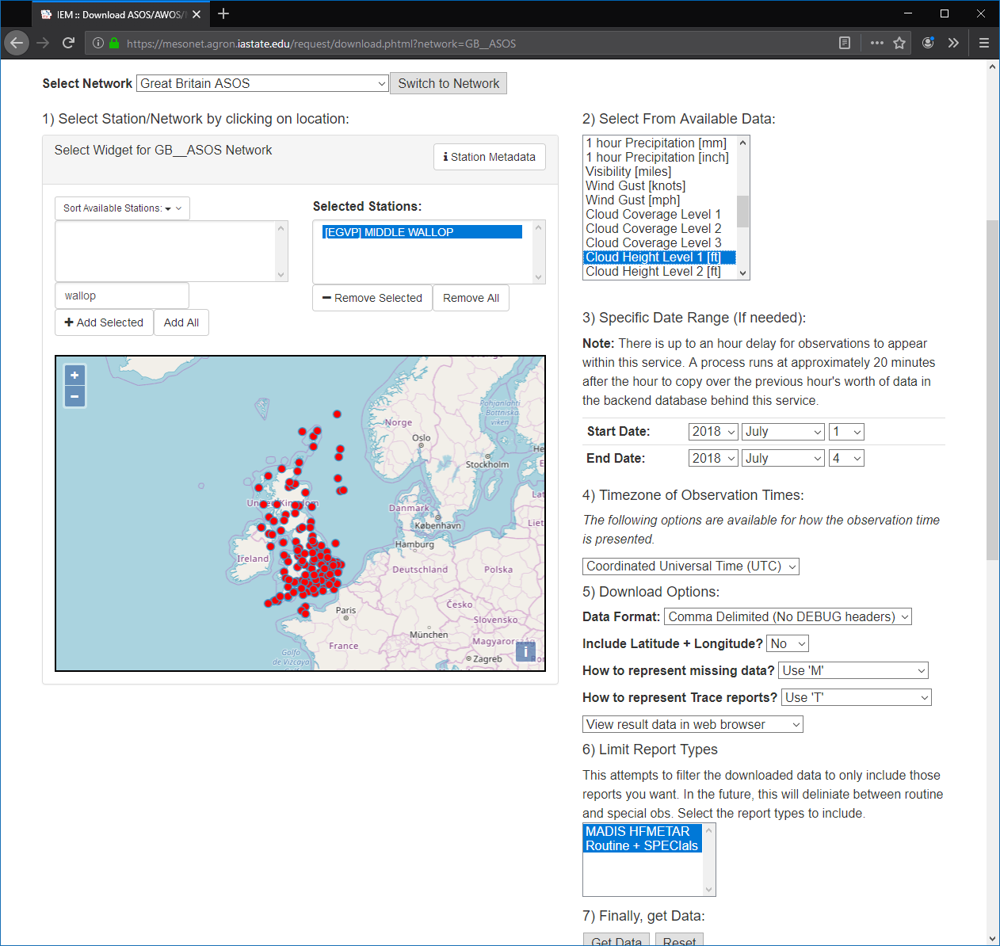 IEM :: Download ASOS/AWOS/
https://mesonet.agron.iastate.edu/request/download.phtml?network=GB__ASOS
Select Network Great Britain ASOS Switch to Network
1) Select Station/Network by clicking on location:
Select Widget for GB__ASOS Network
Station Metadata
Sort Available Stations:
Selected Stations:
[EGVP] MIDDLE WALLOP
wallop
Remove Selected Remove All
Add Selected Add All
+
−
Norge
Oslo
Pohjanlahti
Bottniska
viken
He
Stockholm
United Kingdom
Lat
Danmark
København
Liet
Hamburg
Ireland
Deutschland
Polska
Paris
Česko
Slovensko
München
Magyarország
France
Golfo
de Vizcaya
Golfe
Zagreb
Ror
i
2) Select From Available Data:
1 hour Precipitation [mm]
1 hour Precipitation [inch]
Visibility [miles]
Wind Gust [knots]
Wind Gust [mph]
Cloud Coverage Level 1
Cloud Coverage Level 2
Cloud Coverage Level 3
Cloud Height Level 1 [ft]
Cloud Height Level 2 [ft]
3) Specific Date Range (If needed):
Note: There is up to an hour delay for observations to appear
within this service. A process runs at approximately 20 minutes
after the hour to copy over the previous hour's worth of data in
the backend database behind this service.
Start Date: 2018 July 1
End Date: 2018 July 4
4) Timezone of Observation Times:
The following options are available for how the observation time
is presented.
Coordinated Universal Time (UTC)
5) Download Options:
Data Format: Comma Delimited (No DEBUG headers)
Include Latitude + Longitude? No
How to represent missing data? Use 'M'
How to represent Trace reports? Use 'T'
View result data in web browser
6) Limit Report Types
This attempts to filter the downloaded data to only include those
reports you want. In the future, this will deliniate between routine
and special obs. Select the report types to include.
MADIS HFMETAR
Routine + SPECIals
7) Finally, get Data:
Get Data Reset